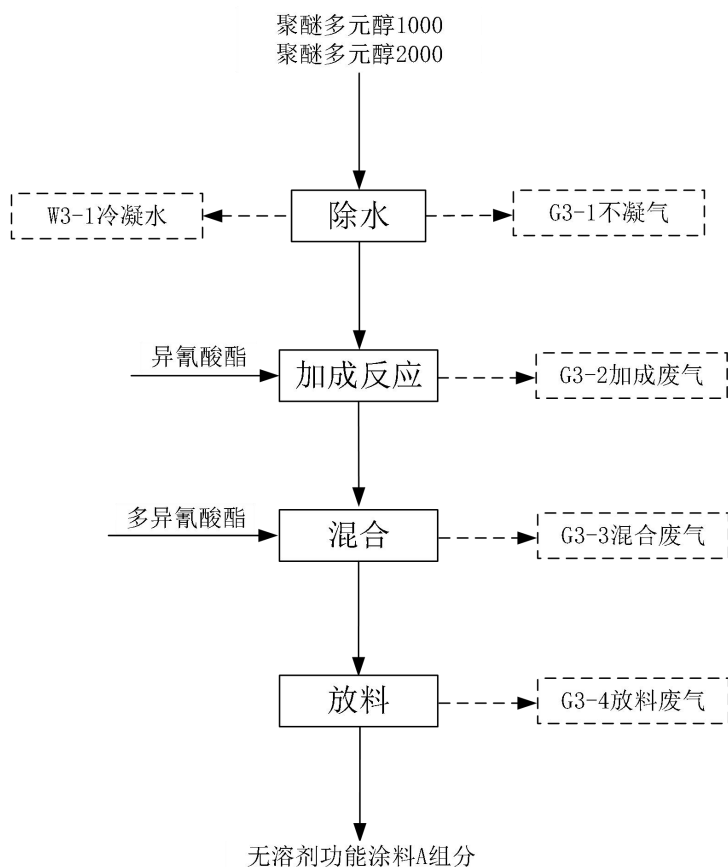 聚醚多元醇1000
聚醚多元醇2000
W3-1冷凝水
除水
G3-1不凝气
异氰酸酯
加成反应
G3-2加成废气
多异氰酸酯
混合
G3-3混合废气
放料
G3-4放料废气
无溶剂功能涂料A组分